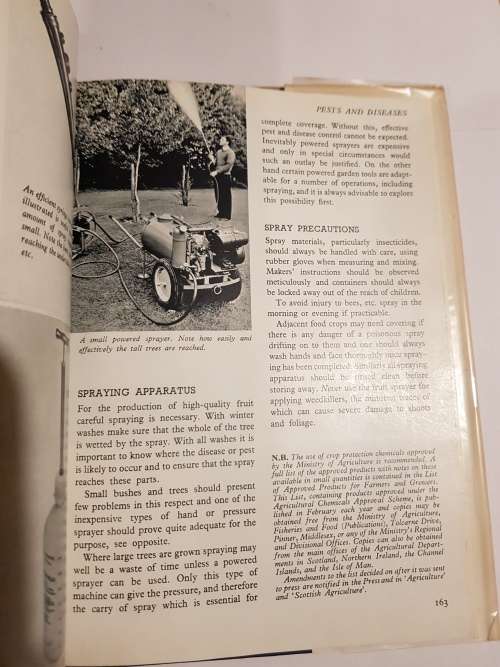 An efficient
illustrated
amount of
small. Note the
reaching the
etc.
A small powered sprayer. Note how easily and
effectively the tall trees are reached.
SPRAYING APPARATUS
For the production of high-quality fruit
careful spraying is necessary. With winter
washes make sure that the whole of the tree
is wetted by the spray. With all washes it is
important to know where the disease or pest
is likely to occur and to ensure that the spray
reaches these parts.
Small bushes and trees should present
few problems in this respect and one of the
inexpensive types of hand or pressure
sprayer should prove quite adequate for the
purpose, see opposite.
Where large trees are grown spraying may
well be a waste of time unless a powered
sprayer can be used. Only this type of
machine can give the pressure, and therefore
the carry of spray which is essential for
PESTS AND DISEASES
complete coverage. Without this, effective
pest and disease control cannot be expected.
Inevitably powered sprayers are expensive
and only in special circumstances would
such an outlay be justified. On the other
hand certain powered garden tools are adapt-
able for a number of operations, including
spraying, and it is always advisable to explore
this possibility first.
SPRAY PRECAUTIONS
Spray materials, particularly insecticides,
should always be handled with care, using
rubber gloves when measuring and mixing.
Makers' instructions should be observed
meticulously and containers should always
be locked away out of the reach of children.
To avoid injury to bees, etc. spray in the
morning or evening if practicable.
Adjacent food crops may need covering if
there is any danger of a poisonous spray
drifting on to them and one should always
wash hands and face thoroughly once spray-
ing has been completed. Similarly all spraying
apparatus should be rinsed clean before
storing away. Never use the fruit sprayer for
applying weedkillers, the minutest traces of
which can cause severe damage to shoots
and foliage.
N.B. The use of crop protection chemicals approved
by the Ministry of Agriculture is recommended. A
full list of the approved products with notes on those
available in small quantities is contained in the List
of Approved Products for Farmers and Growers.
This List, containing products approved under the
Agricultural Chemicals Approval Scheme, is pub-
lished in February each year and copies may be
obtained free from the Ministry of Agriculture,
Fisheries and Food (Publications), Tolcarne Drive,
Pinner, Middlesex, or any of the Ministry's Regional
and Divisional Offices. Copies can also be obtained
from the main offices of the Agricultural Depart-
ments in Scotland, Northern Ireland, the Channel
Islands, and the Isle of Man.
Amendments to the list decided on after it was sent
to press are notified in the Press and in 'Agriculture'
and 'Scottish Agriculture'.
163